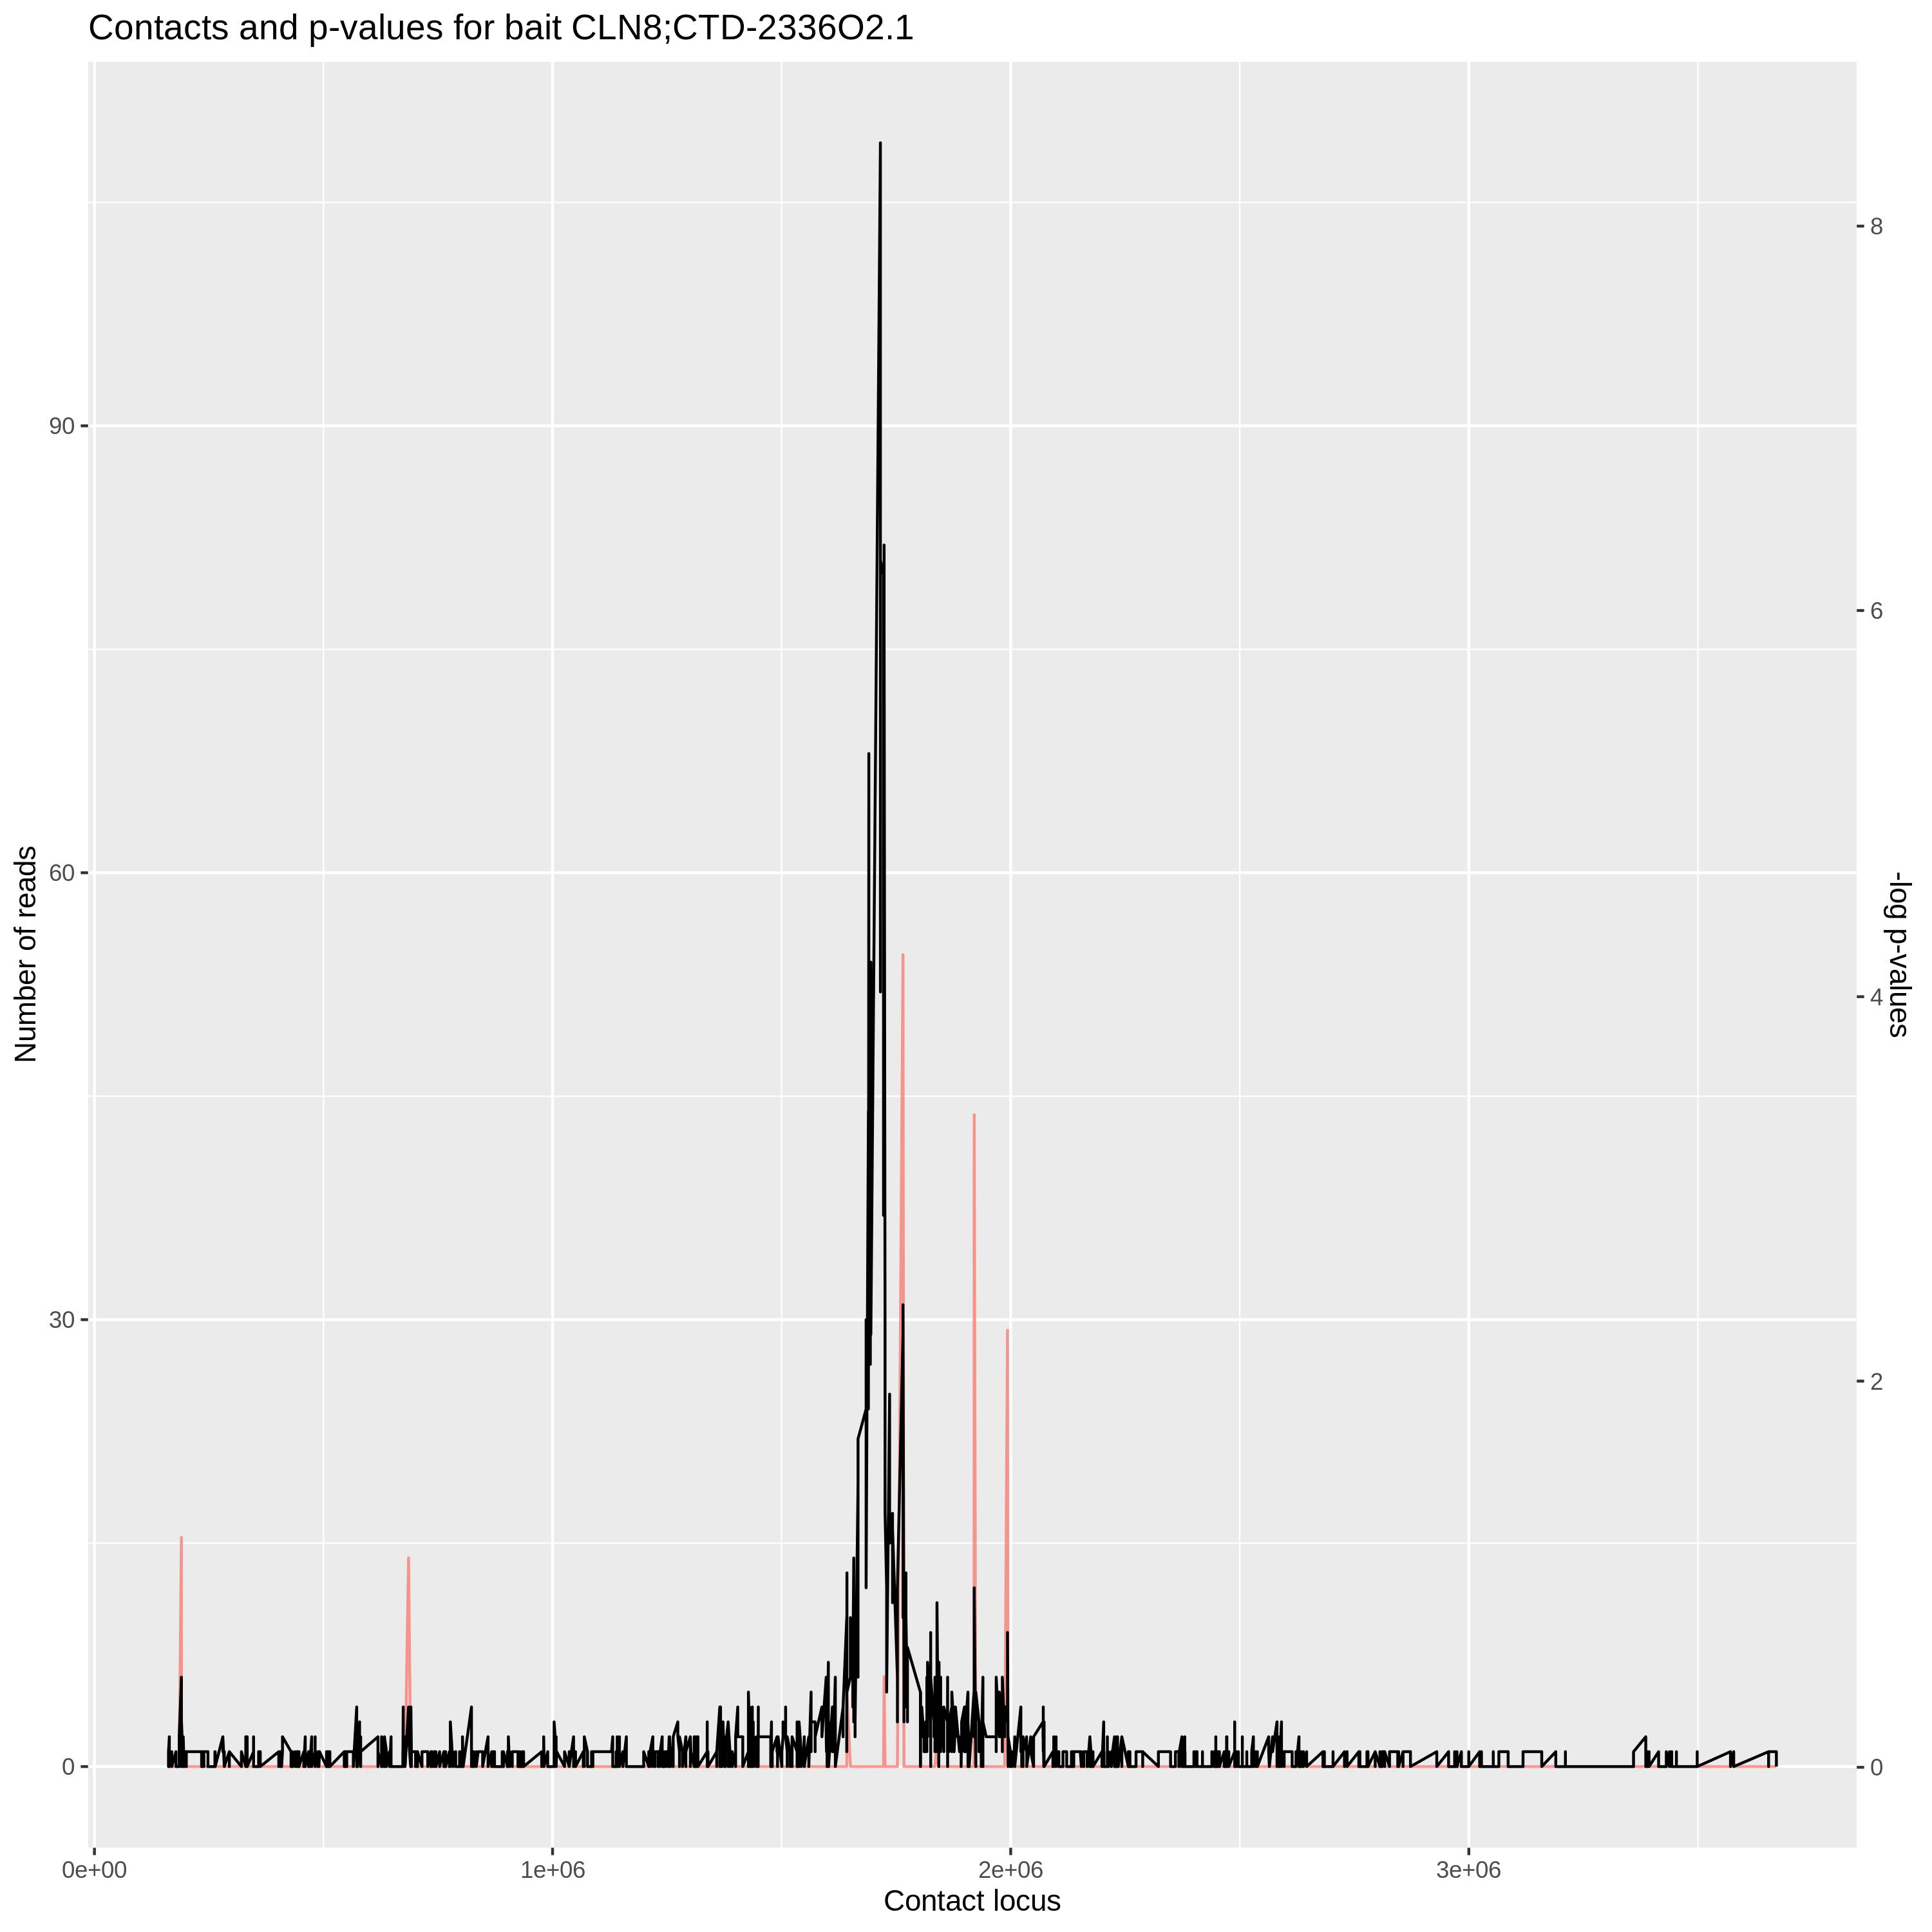 Contacts and p-values for bait CLN8;CTD-2336O2.1
8
90
6
60
Number of reads
-log p-values
4
30
2
0
0
0e+00
1e+06
2e+06
3e+06
Contact locus